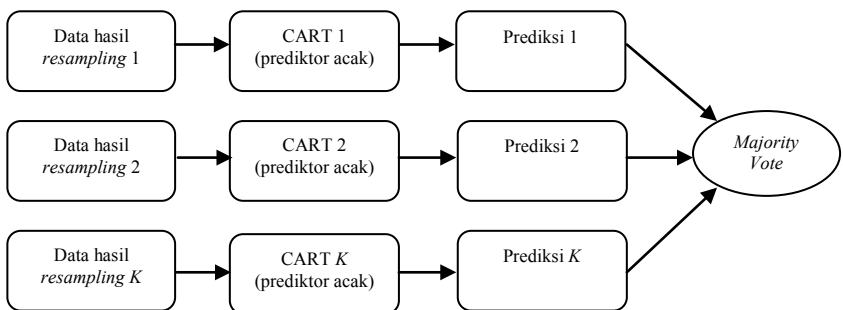 Data hasil
resampling 1
CART 1
(prediktor acak)
Prediksi 1
Data hasil
resampling 2
CART 2
(prediktor acak)
Prediksi 2
Majority
Vote
Data hasil
resampling K
CART K
(prediktor acak)
Prediksi K